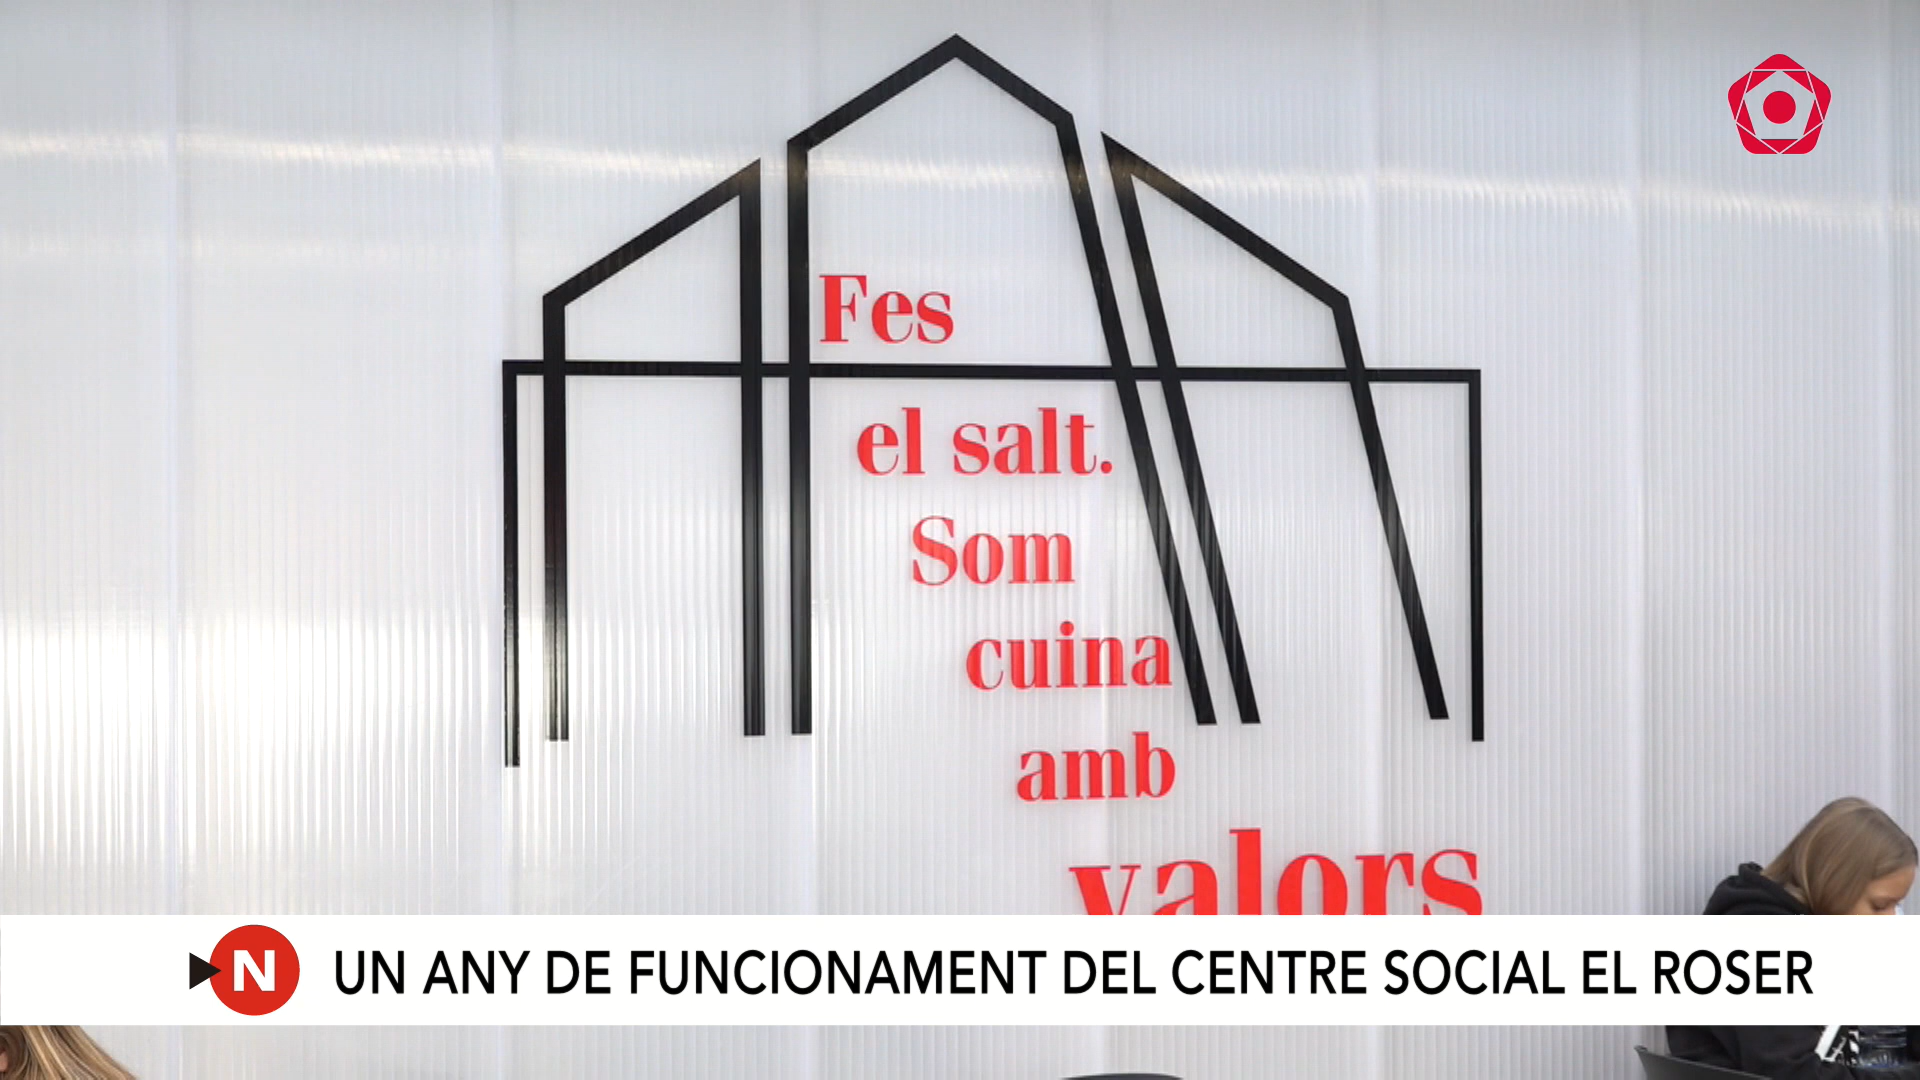 Fes
el salt.
Som
cuina
amb
valors
N UN ANY DE FUNCIONAMENT DEL CENTRE SOCIAL EL ROSER